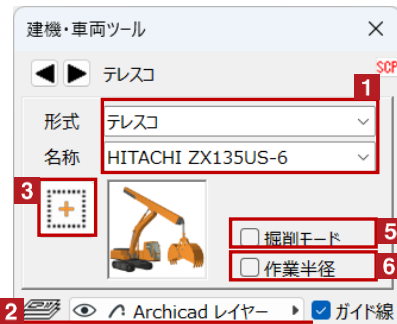 建機・車両ツール
テレスコ
SCP
1
形式 テレスコ
名称 HITACHI ZX135US-6
3
掘削モード 5
作業半径 6
2 Archicad レイヤー ガイド線